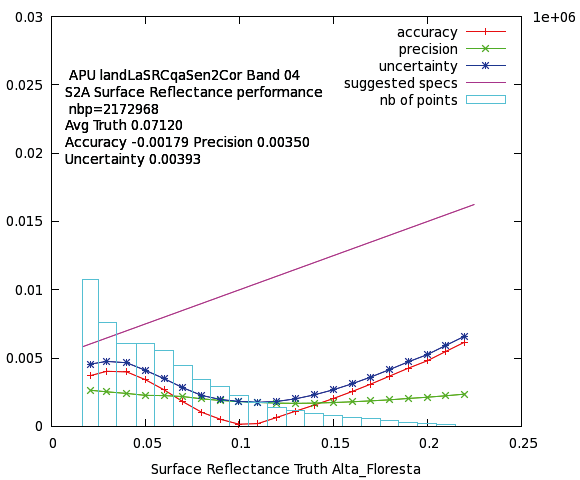 0.03
0.025
0.02
0.015
0.01
0.005
0
1e+06
accuracy
precision
uncertainty
suggested specs
nb of points
APU landLaSRCqaSen2Cor Band 04
S2A Surface Reflectance performance
nbp=2172968
Avg Truth 0.07120
Accuracy -0.00179 Precision 0.00350
Uncertainty 0.00393
0 0.05 0.1 0.15 0.2 0.25
Surface Reflectance Truth Alta_Floresta